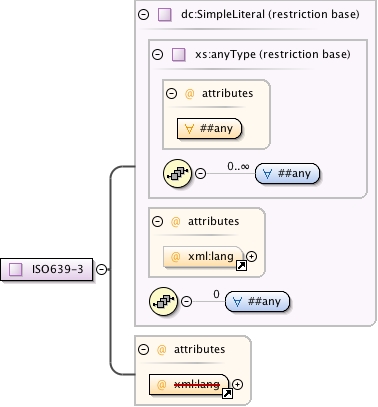 dc:SimpleLiteral (restriction base)
xs:anyType (restriction base)
@ attributes
∀ ##any
0..∞
∀ ##any
@ attributes
@ xml:lang
ISO639-3
0
∀ ##any
@ attributes
@ xml:lang